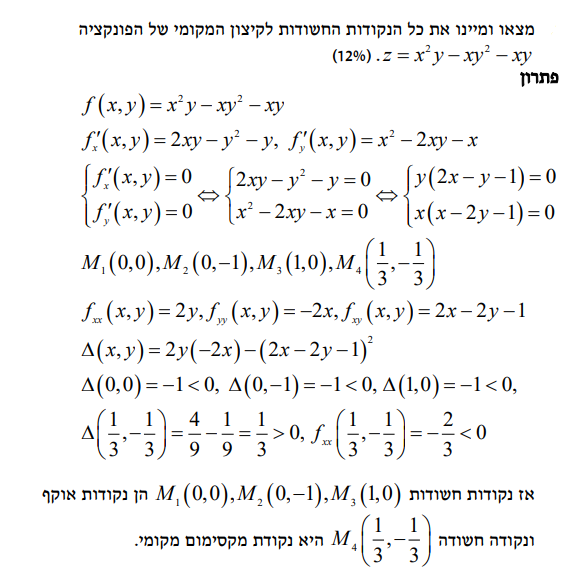 מצאו ומיינו את כל הנקודות החשודות לקיצון המקומי של הפונקציה
z = x²y − xy² − xy. (12%)
פתרון
f(x,y) = x²y − xy² − xy
f′ₓ(x,y) = 2xy − y² − y, f′ᵧ(x,y) = x² − 2xy − x
{f′ₓ(x,y) = 0, f′ᵧ(x,y) = 0 ⇔ {2xy − y² − y = 0, x² − 2xy − x = 0 ⇔ {y(2x − y − 1) = 0, x(x − 2y − 1) = 0
M₁(0,0), M₂(0,−1), M₃(1,0), M₄(1/3, −1/3)
fₓₓ(x,y) = 2y, fᵧᵧ(x,y) = −2x, fₓᵧ(x,y) = 2x − 2y − 1
Δ(x,y) = 2y(−2x) − (2x − 2y − 1)²
Δ(0,0) = −1 < 0, Δ(0,−1) = −1 < 0, Δ(1,0) = −1 < 0,
Δ(1/3, −1/3) = 4/9 − 1/9 = 1/3 > 0, fₓₓ(1/3, −1/3) = −2/3 < 0
אז נקודות חשודות M₁(0,0), M₂(0,−1), M₃(1,0) הן נקודות אוקף
ונקודה חשודה M₄(1/3, −1/3) היא נקודת מקסימום מקומי.